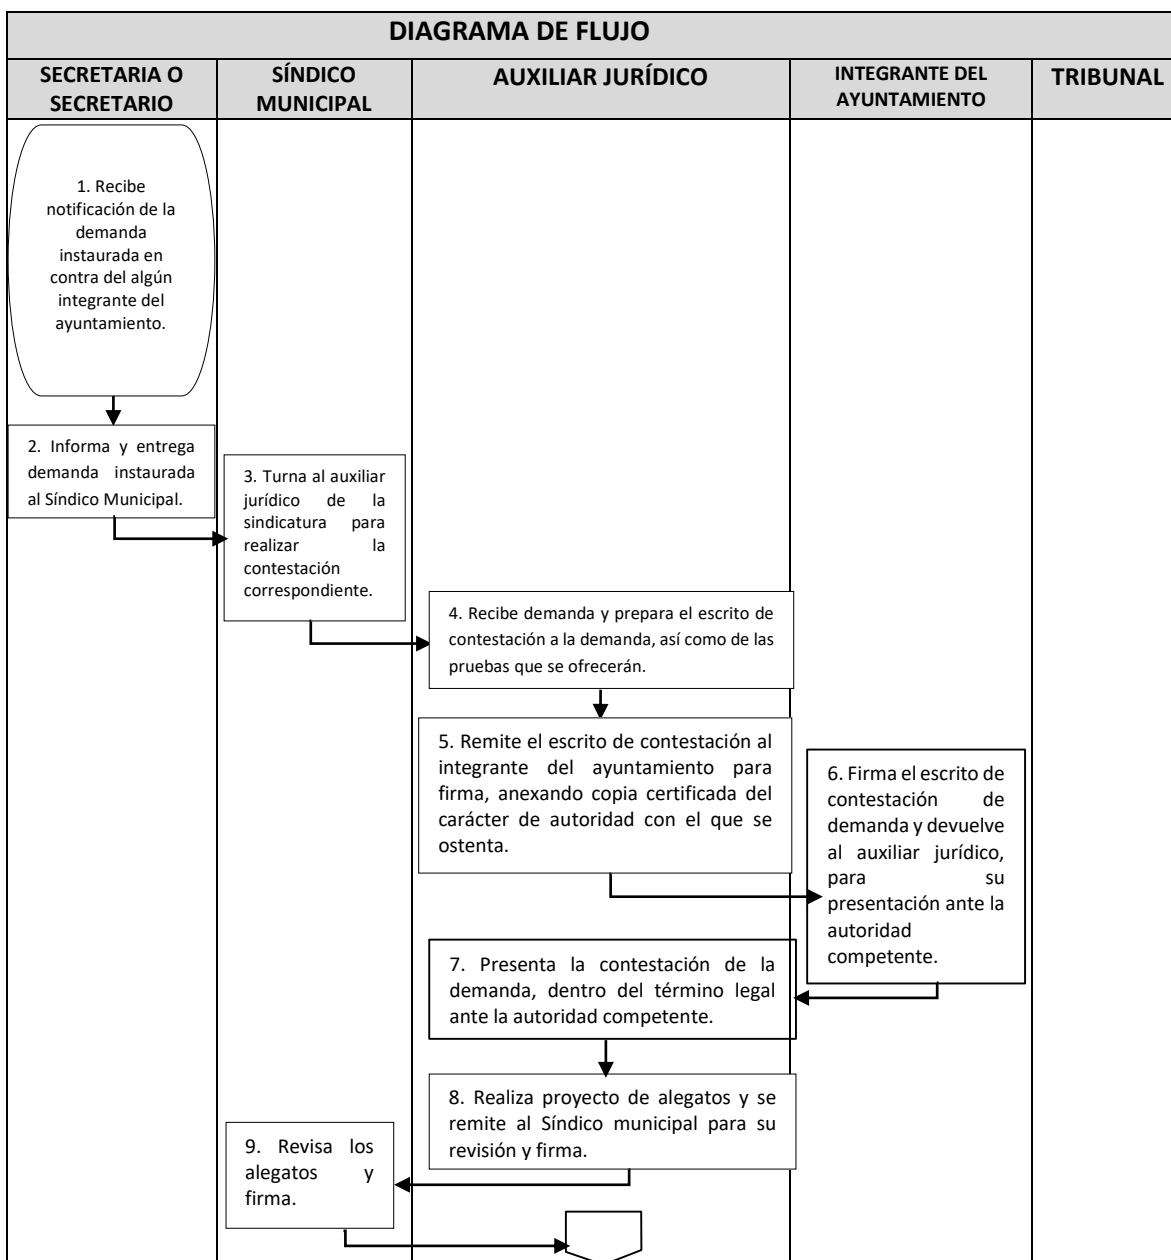 DIAGRAMA DE FLUJO
SECRETARIA O
SECRETARIO
SÍNDICO
MUNICIPAL
AUXILIAR JURÍDICO
INTEGRANTE DEL
AYUNTAMIENTO
TRIBUNAL
1. Recibe
notificación de la
demanda
instaurada en
contra del algún
integrante del
ayuntamiento.
2. Informa y entrega
demanda instaurada
al Síndico Municipal.
3. Turna al auxiliar
jurídico de la
sindicatura para
realizar la
contestación
correspondiente.
4. Recibe demanda y prepara el escrito de
contestación a la demanda, así como de las
pruebas que se ofrecerán.
5. Remite el escrito de contestación al
integrante del ayuntamiento para
firma, anexando copia certificada del
carácter de autoridad con el que se
ostenta.
6. Firma el escrito de
contestación de
demanda y devuelve
al auxiliar jurídico,
para su
presentación ante la
autoridad
competente.
7. Presenta la contestación de la
demanda, dentro del término legal
ante la autoridad competente.
8. Realiza proyecto de alegatos y se
remite al Síndico municipal para su
revisión y firma.
9. Revisa los
alegatos y
firma.